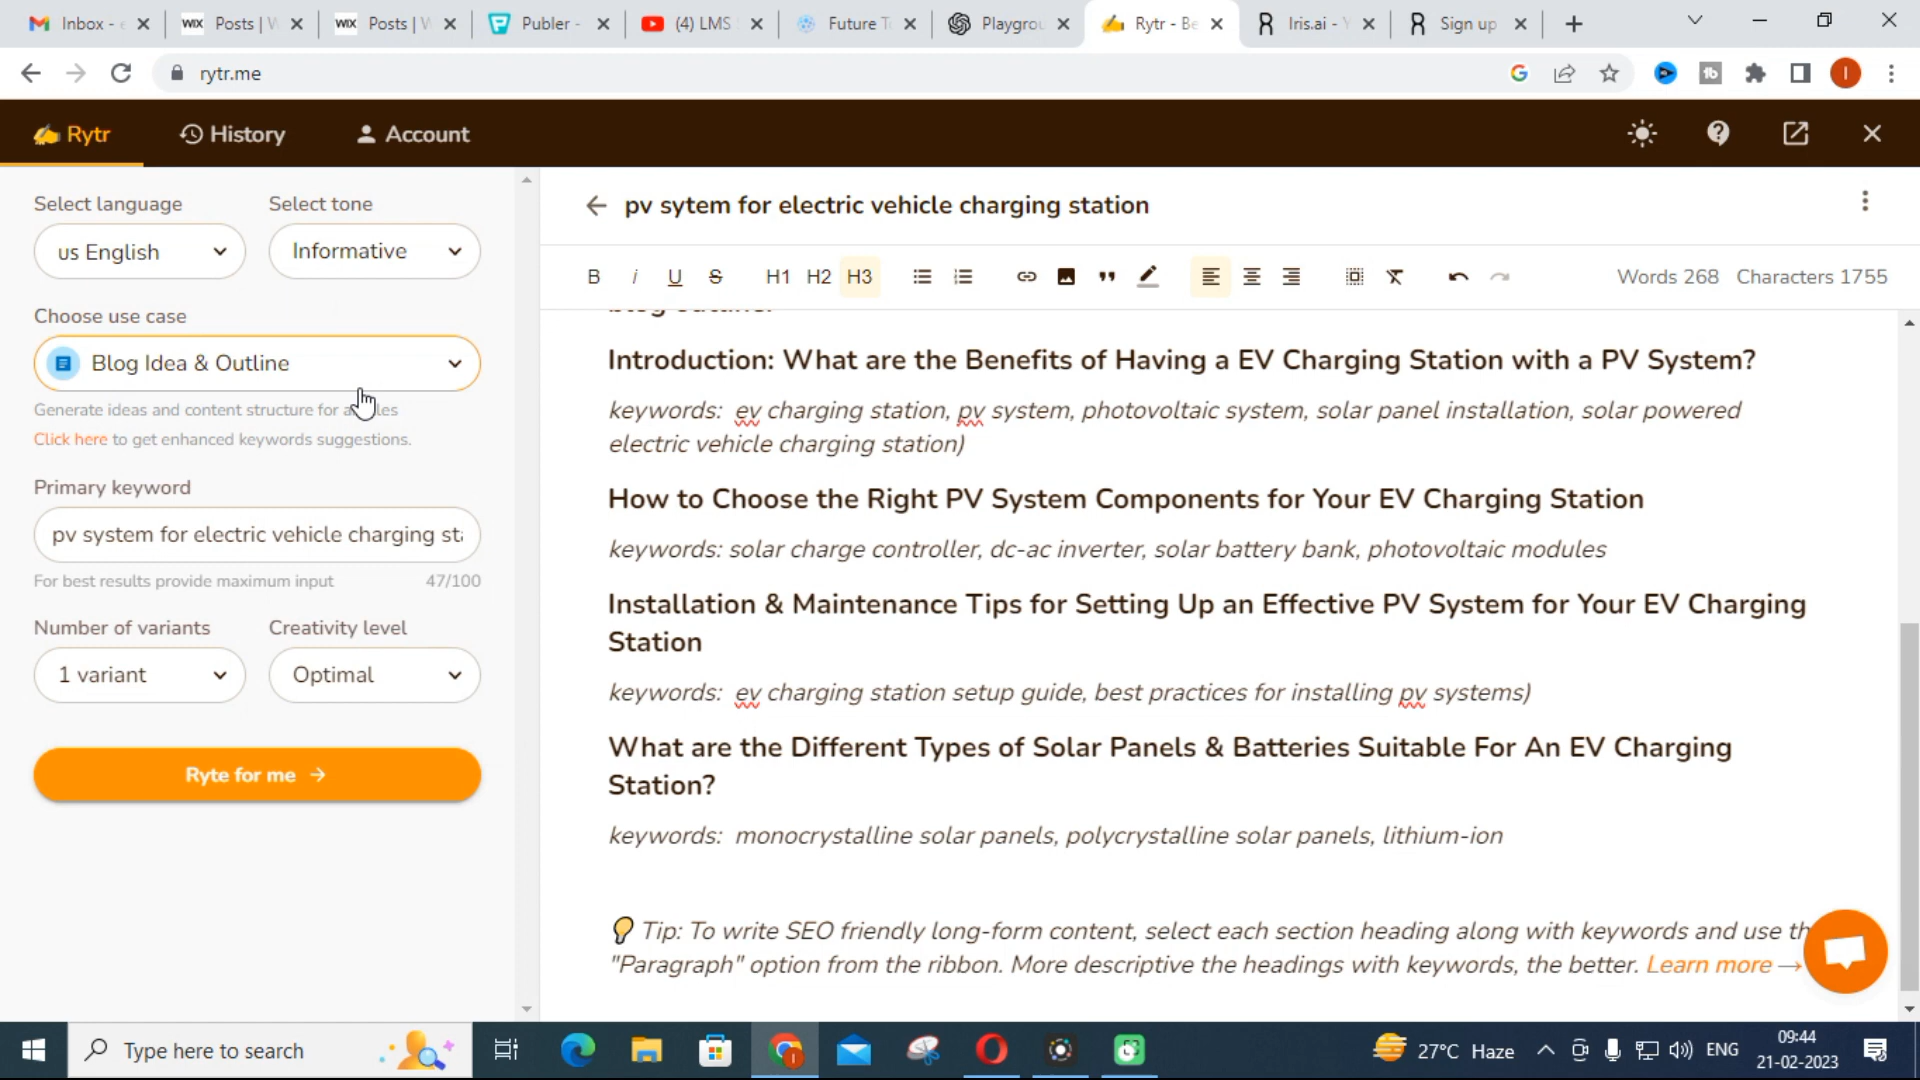 Inbox - e
WIX Posts | W
WIX Posts | W
Publer -
(4) LMS
Future T
Playgrou
Rytr - Be
Iris.ai - Y
Sign up
rytr.me
Rytr
History
Account
Select language
Select tone
us English
Informative
Choose use case
Blog Idea & Outline
Generate ideas and content structure for a les
Click here to get enhanced keywords suggestions.
Primary keyword
pv system for electric vehicle charging sta
For best results provide maximum input
47/100
Number of variants
Creativity level
1 variant
Optimal
Ryte for me →
pv sytem for electric vehicle charging station
B i U S H1 H2 H3
Words 268 Characters 1755
blog outline:
Introduction: What are the Benefits of Having a EV Charging Station with a PV System?
keywords: ev charging station, pv system, photovoltaic system, solar panel installation, solar powered
electric vehicle charging station)
How to Choose the Right PV System Components for Your EV Charging Station
keywords: solar charge controller, dc-ac inverter, solar battery bank, photovoltaic modules
Installation & Maintenance Tips for Setting Up an Effective PV System for Your EV Charging
Station
keywords: ev charging station setup guide, best practices for installing pv systems)
What are the Different Types of Solar Panels & Batteries Suitable For An EV Charging
Station?
keywords: monocrystalline solar panels, polycrystalline solar panels, lithium-ion
Tip: To write SEO friendly long-form content, select each section heading along with keywords and use th
"Paragraph" option from the ribbon. More descriptive the headings with keywords, the better. Learn more →
Type here to search
27°C Haze
ENG
09:44
21-02-2023